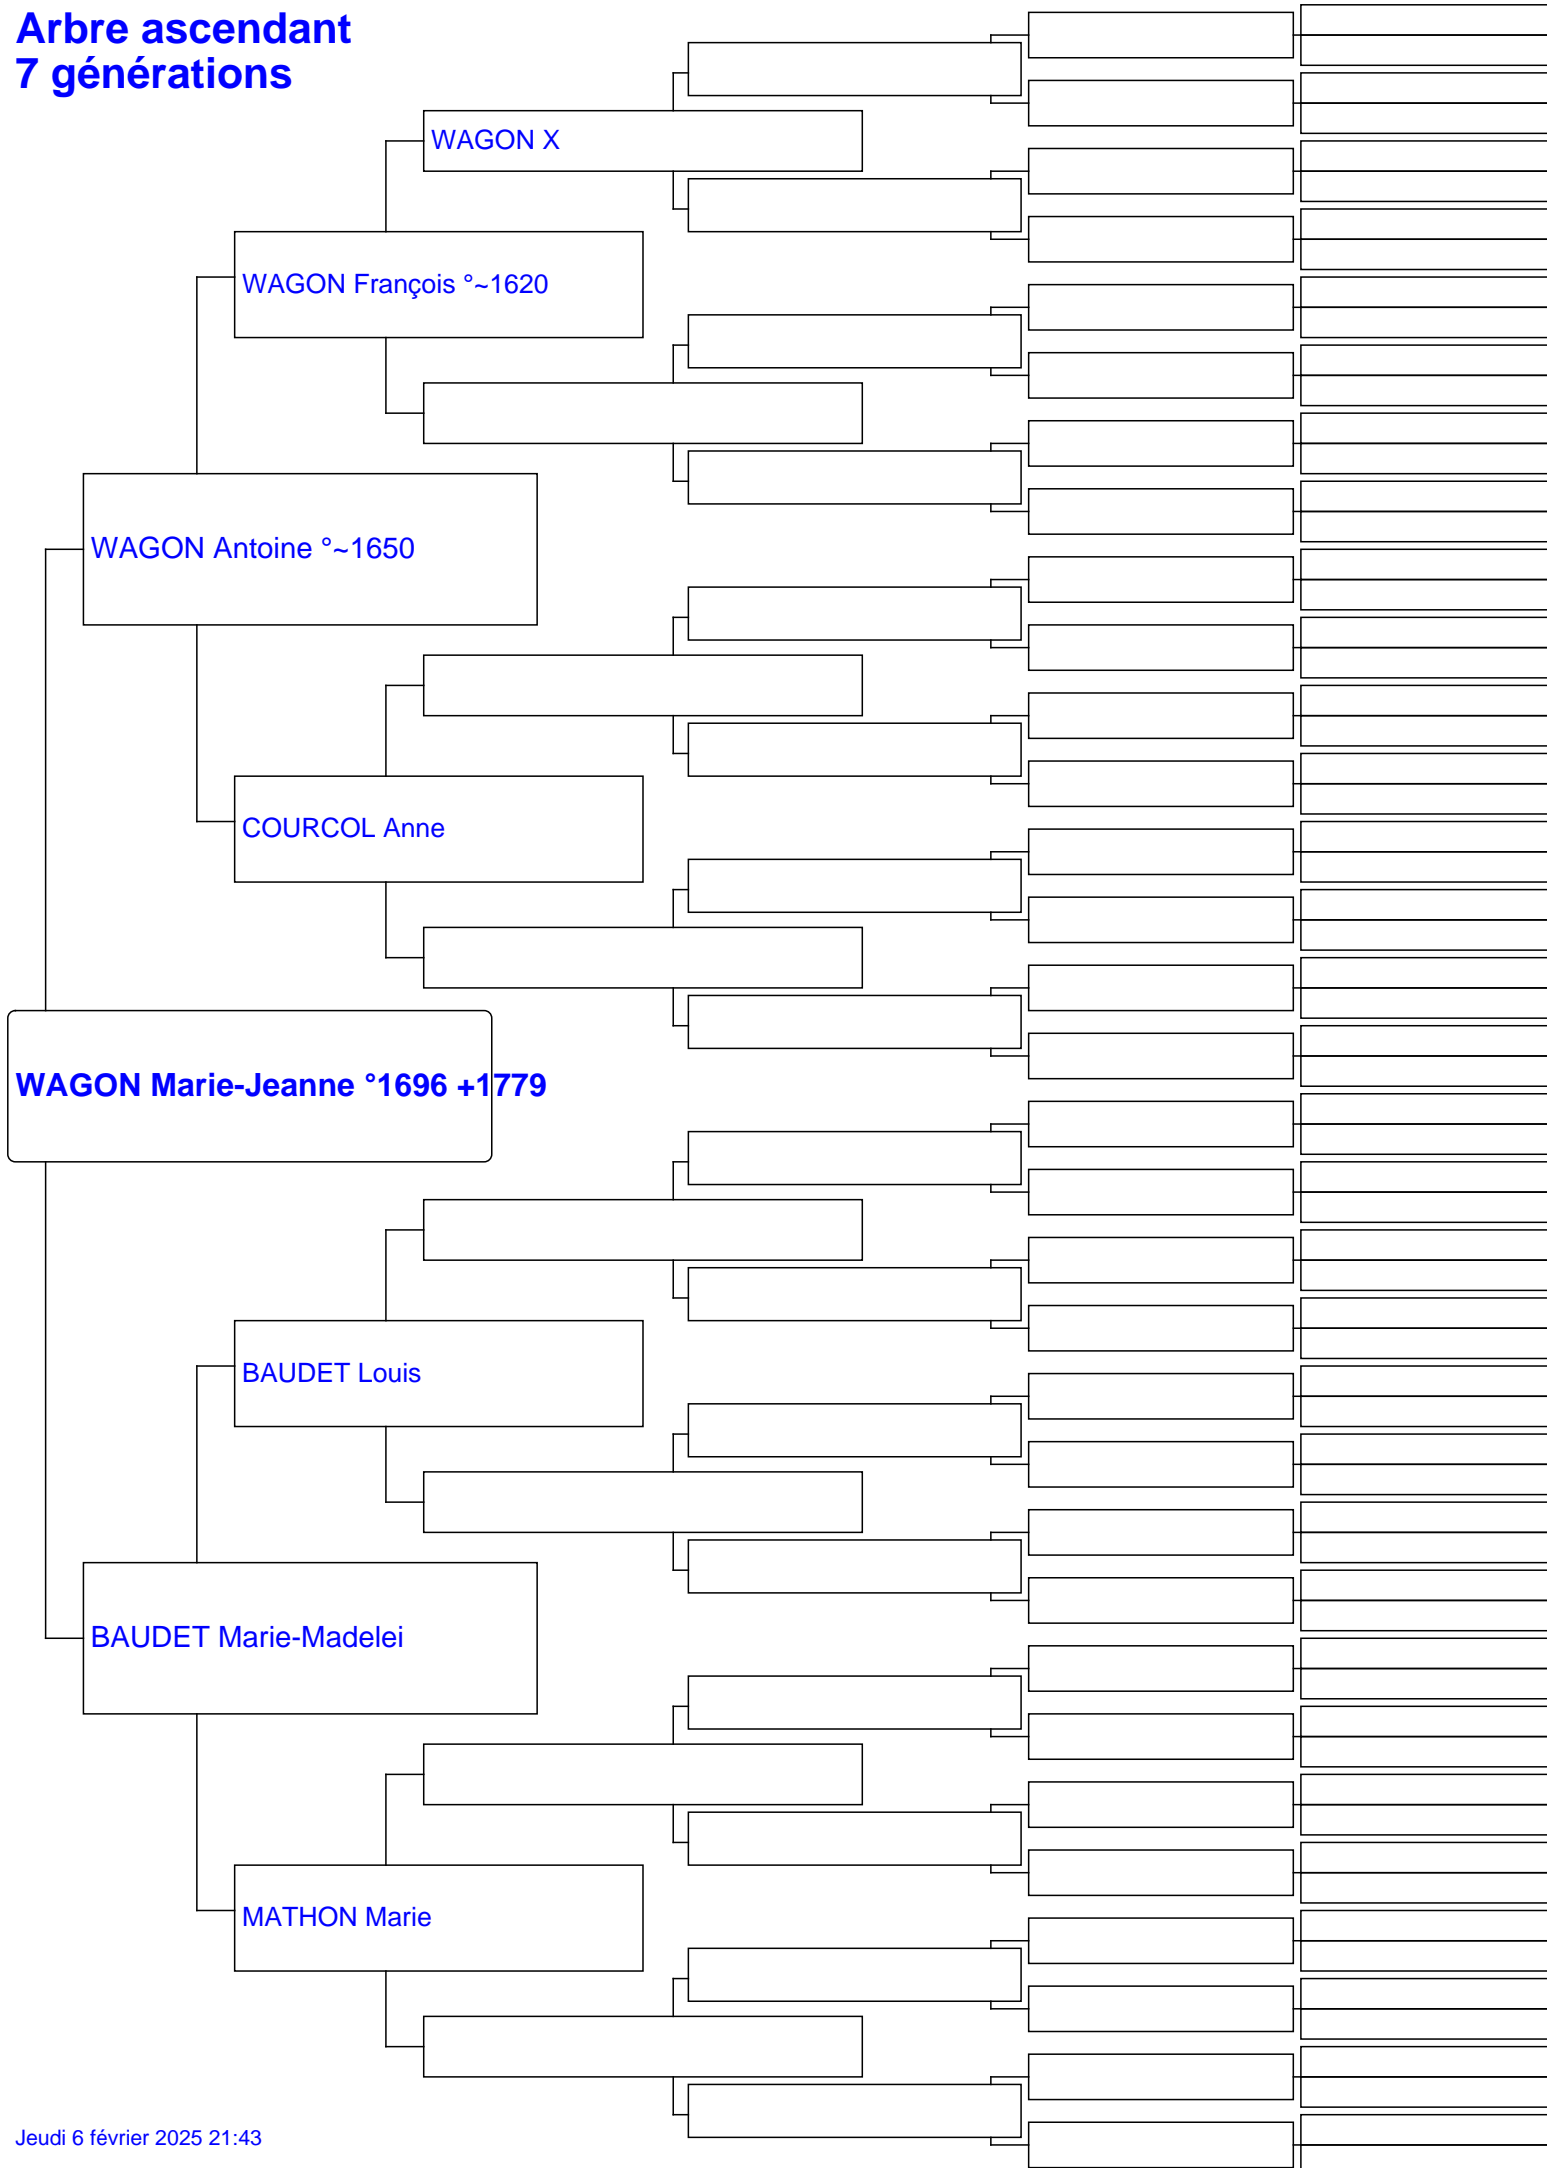 Arbre ascendant
7 générations
WAGON X
WAGON François °~1620
WAGON Antoine °~1650
COURCOL Anne
WAGON Marie-Jeanne °1696 +1779
BAUDET Louis
BAUDET Marie-Madelei
MATHON Marie
Jeudi 6 février 2025 21:43